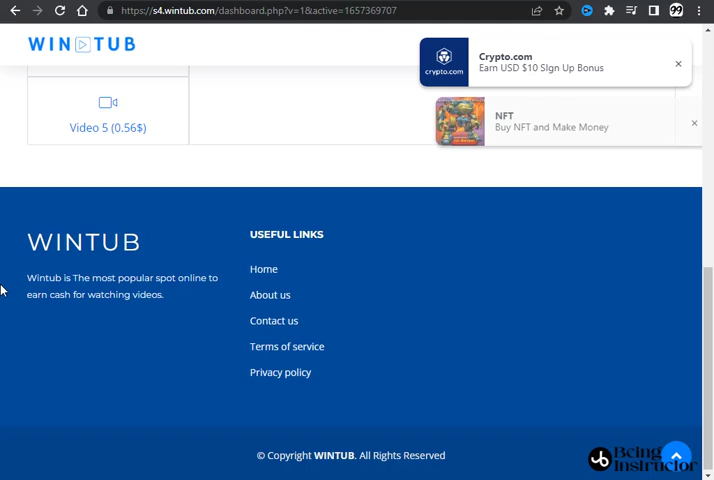 https://s4.wintub.com/dashboard.php?v=1&active=1657369707
99
WINTUB
Crypto.com
Earn USD $10 SIgn Up Bonus
crypto.com
NFT
Buy NFT and Make Money
Video 5 (0.56$)
WINTUB
Wintub is The most popular spot online to
earn cash for watching videos.
USEFUL LINKS
Home
About us
Contact us
Terms of service
Privacy policy
© Copyright WINTUB. All Rights Reserved
Being
Instructor